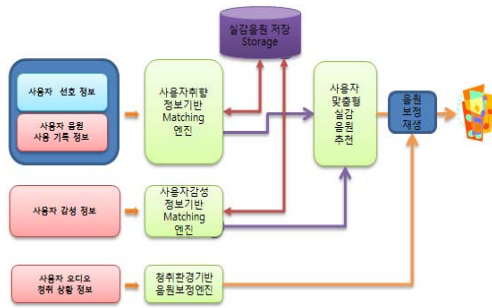 실감음원 저장
Storage
사용자 선호 정보
사용자 음원
사용 기록 정보
사용자취향
정보기반
Matching
엔진
사용자
맞춤형
실감
음원
추천
음원
보정
재생
사용자 감성 정보
사용자감성
정보기반
Matching
엔진
사용자 오디오
청취 상황 정보
청취환경기반
음원보정엔진